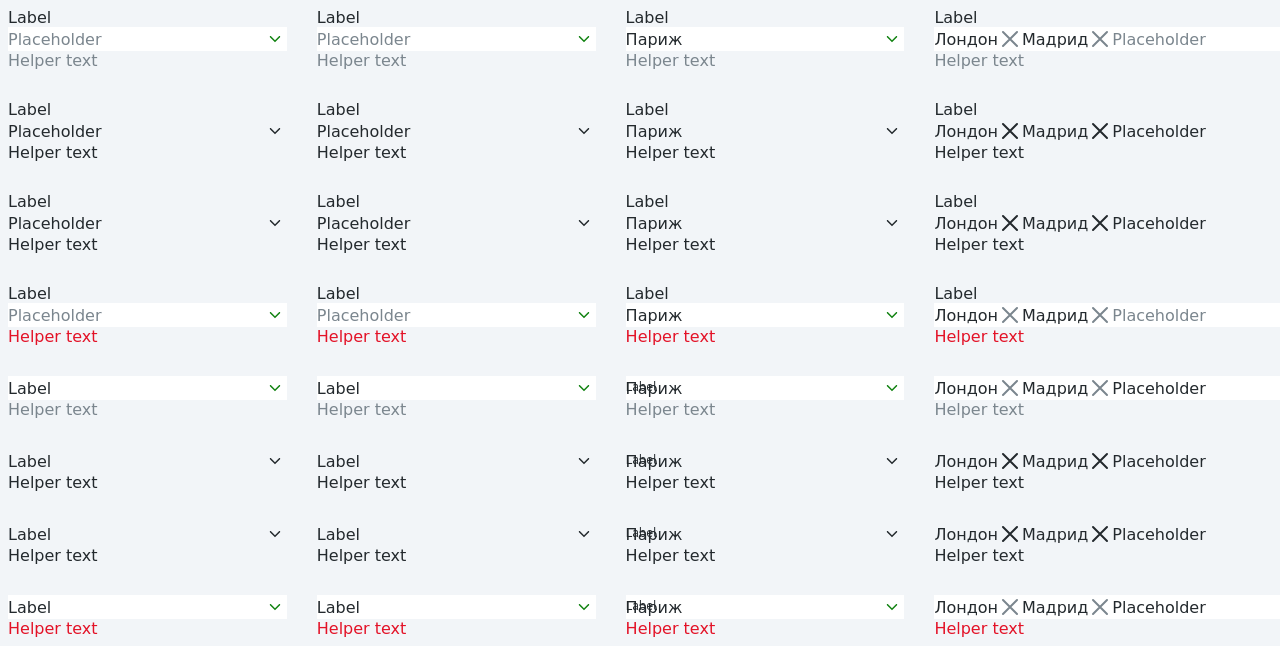 Label Label Label Label
Placeholder Placeholder Париж Лондон Мадрид Placeholder
Helper text Helper text Helper text Helper text
Label Label Label Label
Placeholder Placeholder Париж Лондон Мадрид Placeholder
Helper text Helper text Helper text Helper text
Label Label Label Label
Placeholder Placeholder Париж Лондон Мадрид Placeholder
Helper text Helper text Helper text Helper text
Label Label Label Label
Placeholder Placeholder Париж Лондон Мадрид Placeholder
Helper text Helper text Helper text Helper text
Label Label Label Париж Лондон Мадрид Placeholder
Helper text Helper text Helper text Helper text
Label Label Label Париж Лондон Мадрид Placeholder
Helper text Helper text Helper text Helper text
Label Label Label Париж Лондон Мадрид Placeholder
Helper text Helper text Helper text Helper text
Label Label Label Париж Лондон Мадрид Placeholder
Helper text Helper text Helper text Helper text